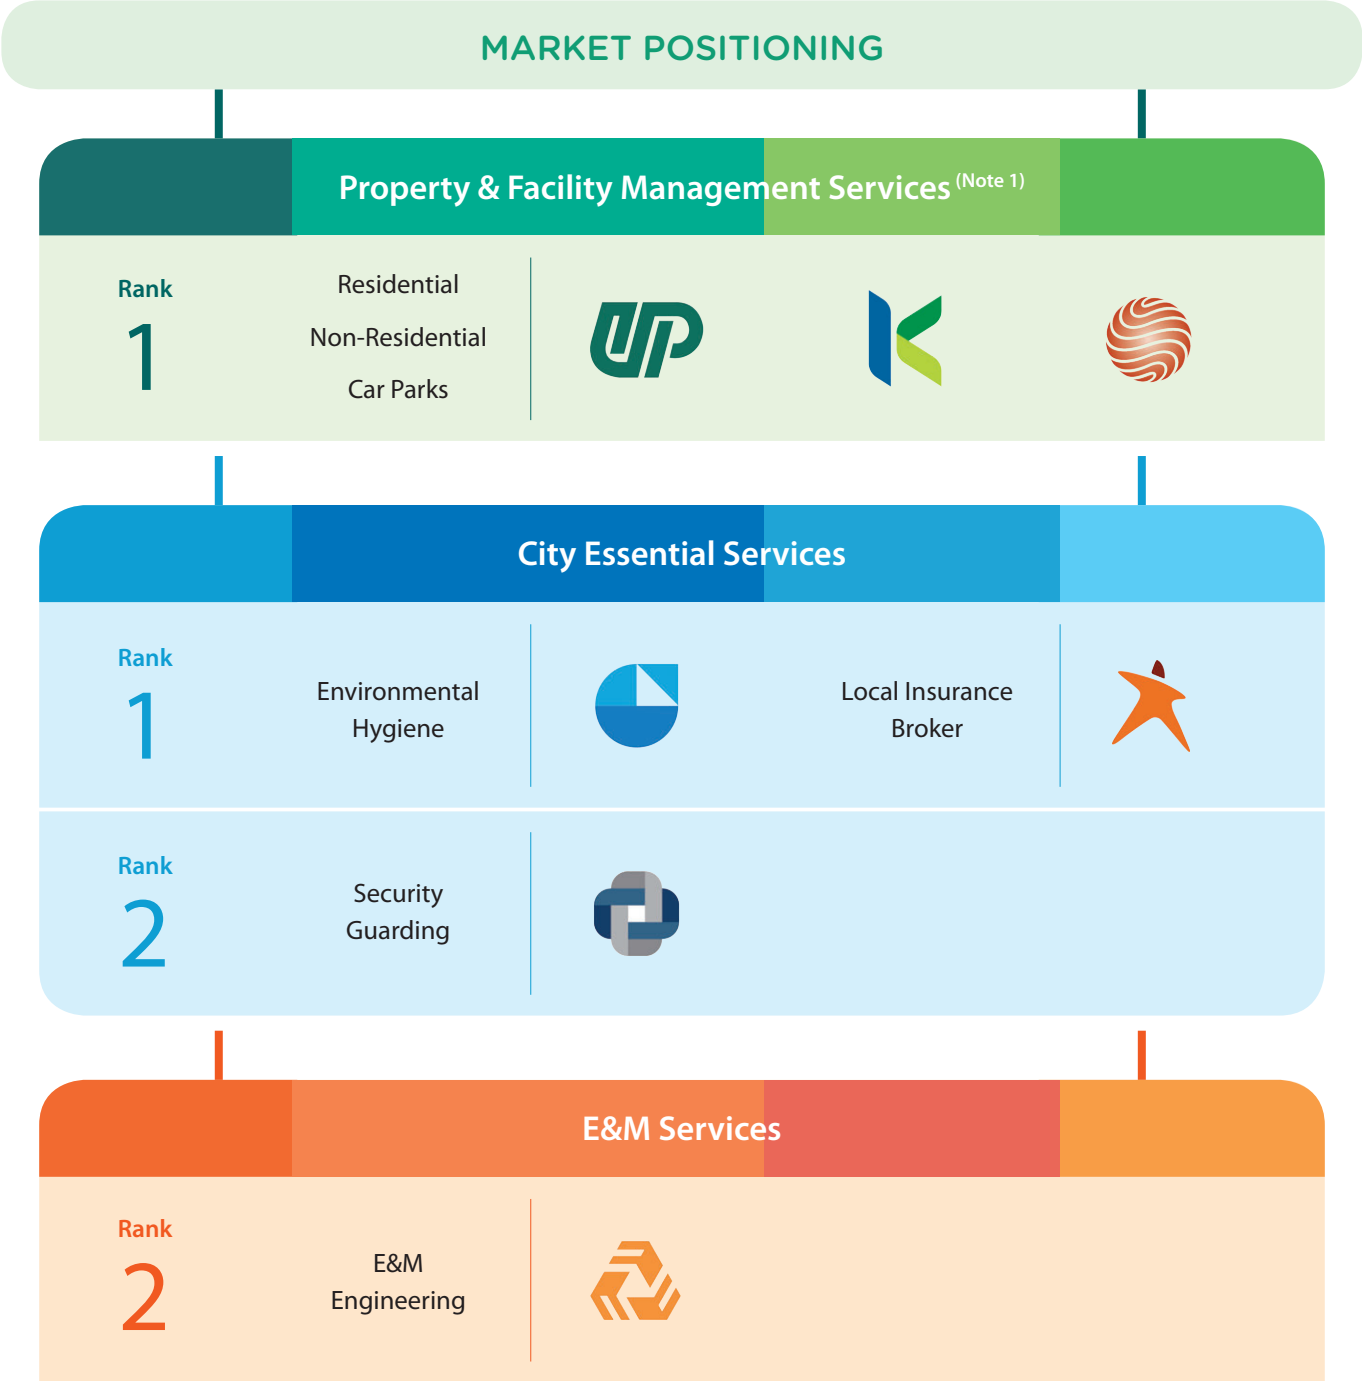 MARKET POSITIONING
Property & Facility Management Services (Note 1)
Rank
1
Residential
Non-Residential
Car Parks
UP
K
City Essential Services
Rank
1
Environmental
Hygiene
Local Insurance
Broker
Rank
2
Security
Guarding
E&M Services
Rank
2
E&M
Engineering